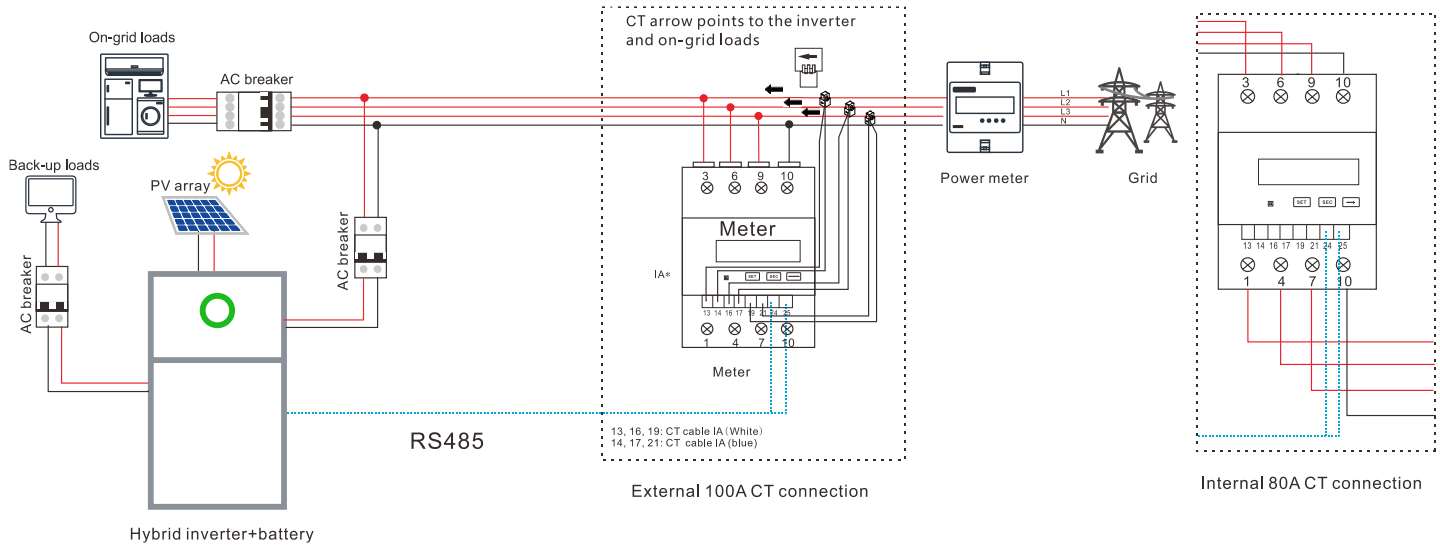 On-grid loads
AC breaker
CT arrow points to the inverter
and on-grid loads
L1
L2
L3
N
Power meter
Grid
Back-up loads
PV array
AC breaker
AC breaker
3 6 9 10
Meter
IA*
SET SEC
13 14 16 17 19 21 24 25
1 4 7 10
Meter
RS485
13, 16, 19: CT cable IA (White)
14, 17, 21: CT cable IA (blue)
External 100A CT connection
Hybrid inverter+battery
3 6 9 10
SET SEC →
13 14 16 17 19 21 24 25
1 4 7 10
Internal 80A CT connection